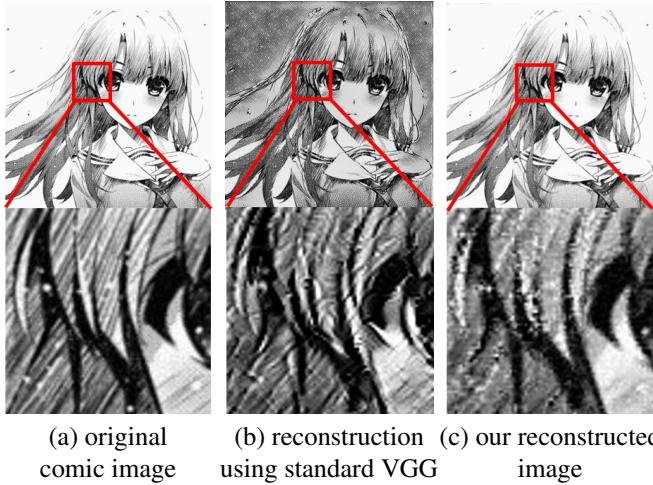 (a) original
comic image
(b) reconstruction
using standard VGG
(c) our reconstructed
image